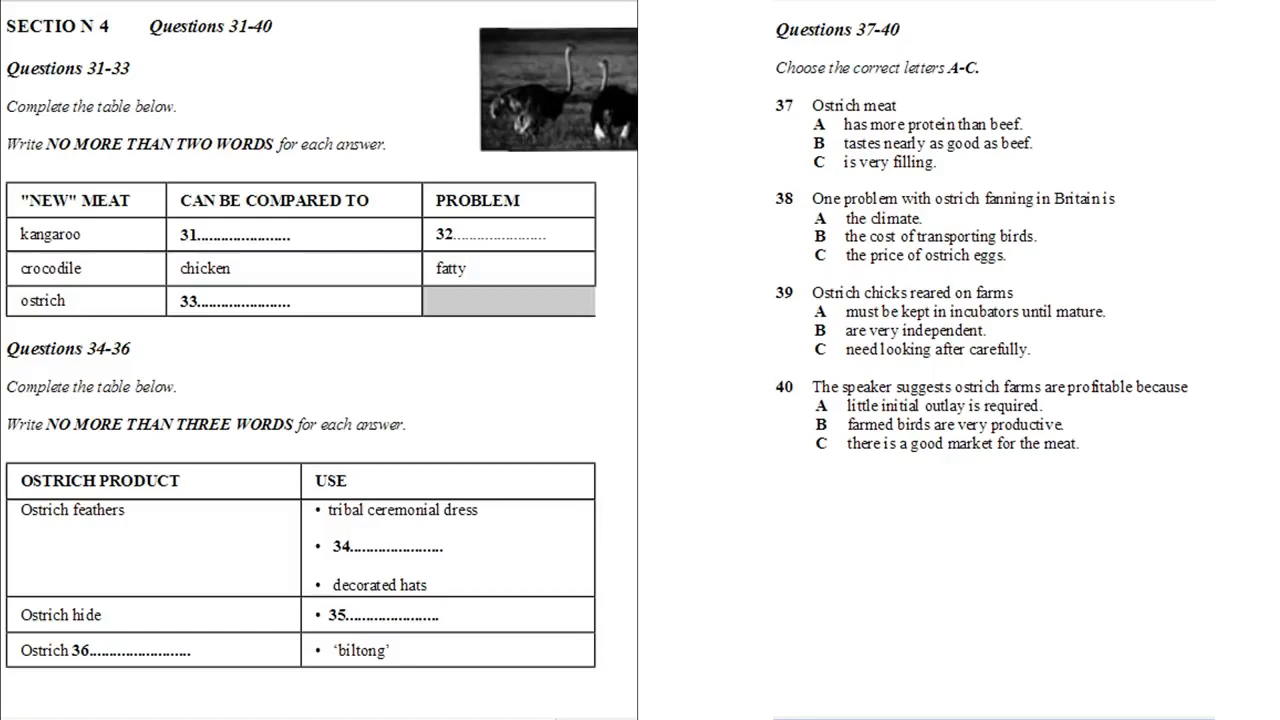 SECTIO N 4 Questions 31-40
Questions 31-33
Complete the table below.
Write NO MORE THAN TWO WORDS for each answer.
"NEW" MEAT CAN BE COMPARED TO PROBLEM
kangaroo 31...................... 32......................
crocodile chicken fatty
ostrich 33......................
Questions 34-36
Complete the table below.
Write NO MORE THAN THREE WORDS for each answer.
OSTRICH PRODUCT USE
Ostrich feathers • tribal ceremonial dress
• 34......................
• decorated hats
Ostrich hide • 35......................
Ostrich 36........................ • ‘biltong’
Questions 37-40
Choose the correct letters A-C.
37 Ostrich meat
A has more protein than beef.
B tastes nearly as good as beef.
C is very filling.
38 One problem with ostrich fanning in Britain is
A the climate.
B the cost of transporting birds.
C the price of ostrich eggs.
39 Ostrich chicks reared on farms
A must be kept in incubators until mature.
B are very independent.
C need looking after carefully.
40 The speaker suggests ostrich farms are profitable because
A little initial outlay is required.
B farmed birds are very productive.
C there is a good market for the meat.